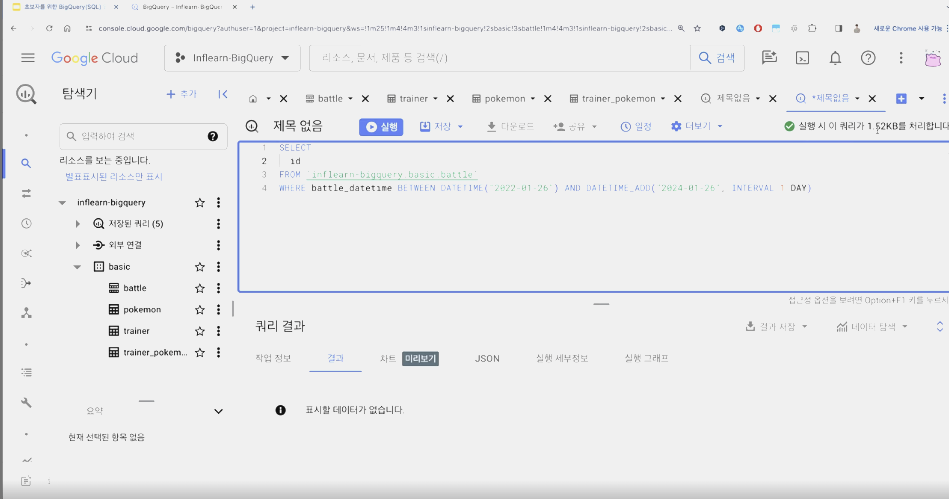 초보자를 위한 BigQuery(SQL)
BigQuery – Inflearn-BigQu
console.cloud.google.com/bigquery?authuser=1&project=inflearn-bigquery&ws=!1m25!1m4!4m3!1sinflearn-bigquery!2sbasic!3sbattle!1m4!4m3!1sinflearn-bigquery!2sbasic...
새로운 Chrome 사용 가능
Google Cloud
Inflearn-BigQuery
리소스, 문서, 제품 등 검색(/)
검색
탐색기
+ 추가
battle
trainer
pokemon
trainer_pokemon
제목없음
*제목없음
입력하여 검색
제목 없음
실행
저장
다운로드
공유
일정
더보기
실행 시 이 쿼리가 1.52KB를 처리합니다
리소스를 보는 중입니다.
별표표시된 리소스만 표시
inflearn-bigquery
저장된 쿼리 (5)
외부 연결
basic
battle
pokemon
trainer
trainer_pokem...
요약
현재 선택된 항목 없음
1 SELECT
2 id
3 FROM `inflearn-bigquery.basic.battle`
4 WHERE battle_datetime BETWEEN DATETIME('2022-01-26') AND DATETIME_ADD('2024-01-26', INTERVAL 1 DAY)
접근성 옵션을 보려면 Option+F1 키를 누르시
쿼리 결과
결과 저장
데이터 탐색
작업 정보
결과
차트 미리보기
JSON
실행 세부정보
실행 그래프
표시할 데이터가 없습니다.